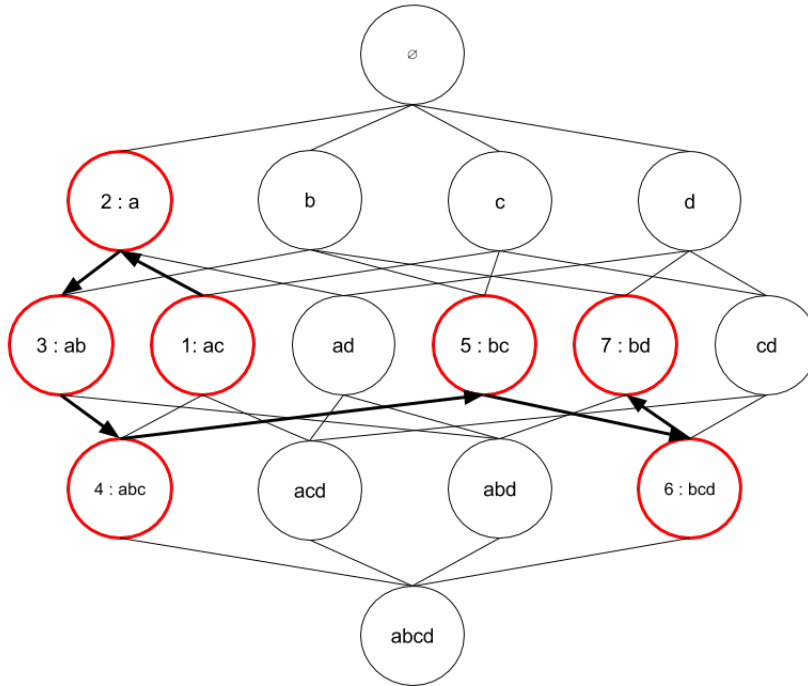 ∅
2 : a
b
c
d
3 : ab
1: ac
ad
5 : bc
7 : bd
cd
4 : abc
acd
abd
6 : bcd
abcd